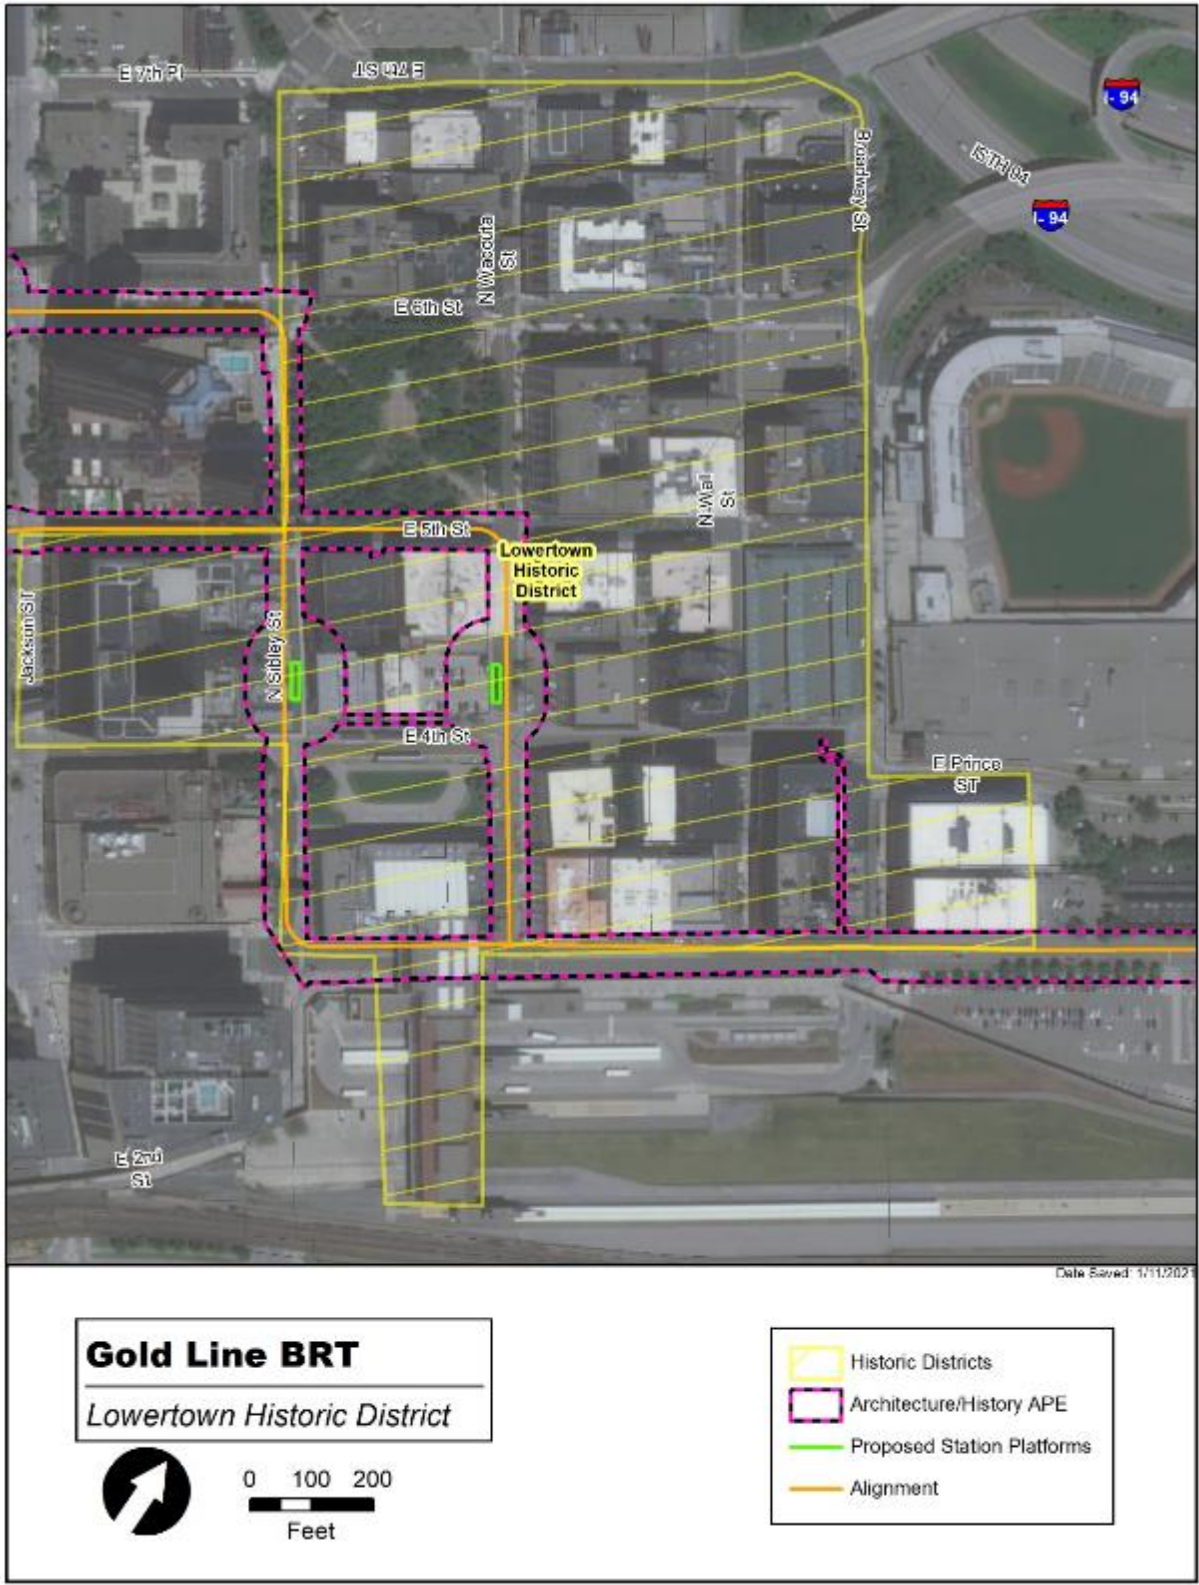 E 7th Pl
E 7th ST
I- 94
Broadway St
ISTH 94
I- 94
N Wacouta
St
E 6th St
N Wall
St
E 5th St
Lowertown
Historic
District
Jackson ST
N Sibley St
E 4th St
E Prince
ST
E 2nd
St
Date Saved: 1/11/2021
Gold Line BRT
Lowertown Historic District
0 100 200
Feet
Historic Districts
Architecture/History APE
Proposed Station Platforms
Alignment